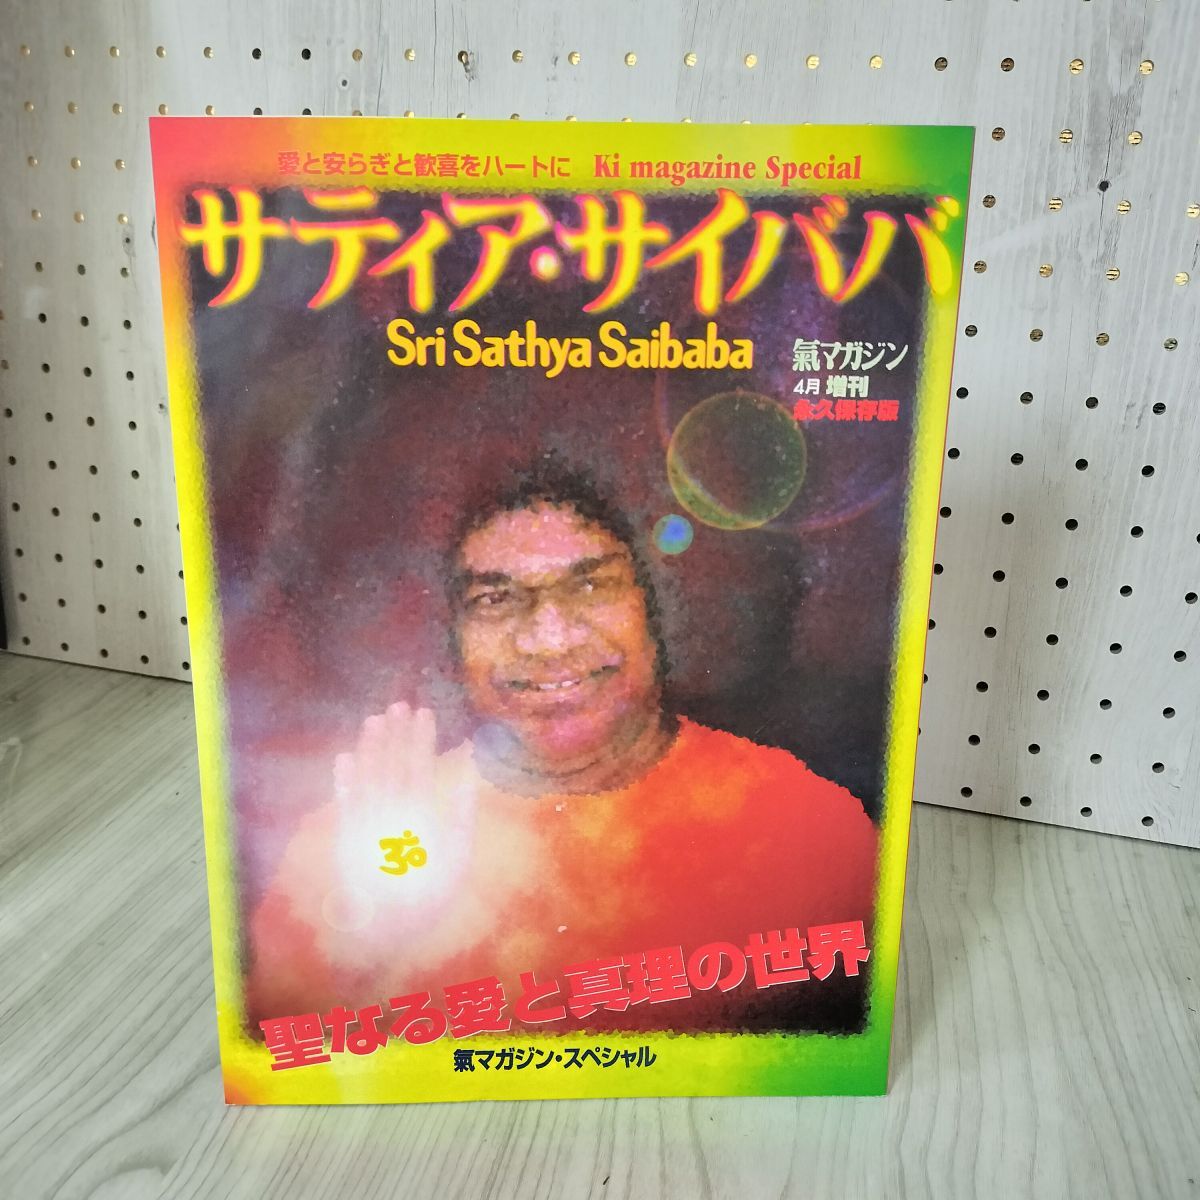 愛と安らぎと歓喜をハートに Ki magazine Special
サティア・サイババ
Sri Sathya Saibaba
氣マガジン
4月 増刊
永久保存版
ॐ
聖なる愛と真理の世界
氣マガジン・スペシャル